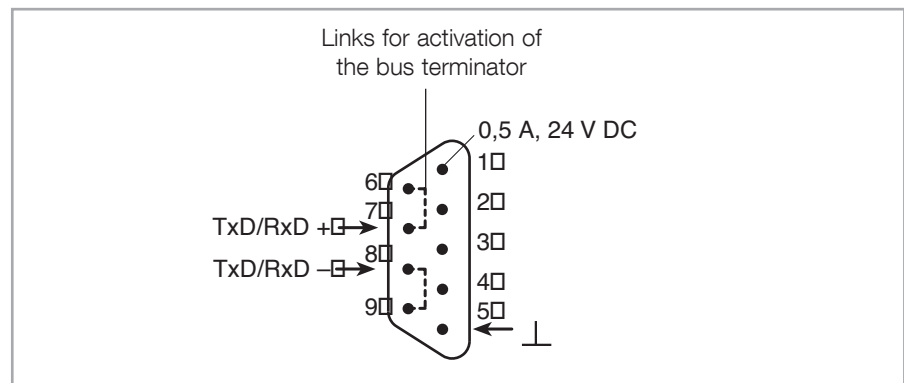 Links for activation of
the bus terminator
0,5 A, 24 V DC
1
6
2
7
TxD/RxD +
3
8
TxD/RxD –
4
9
5